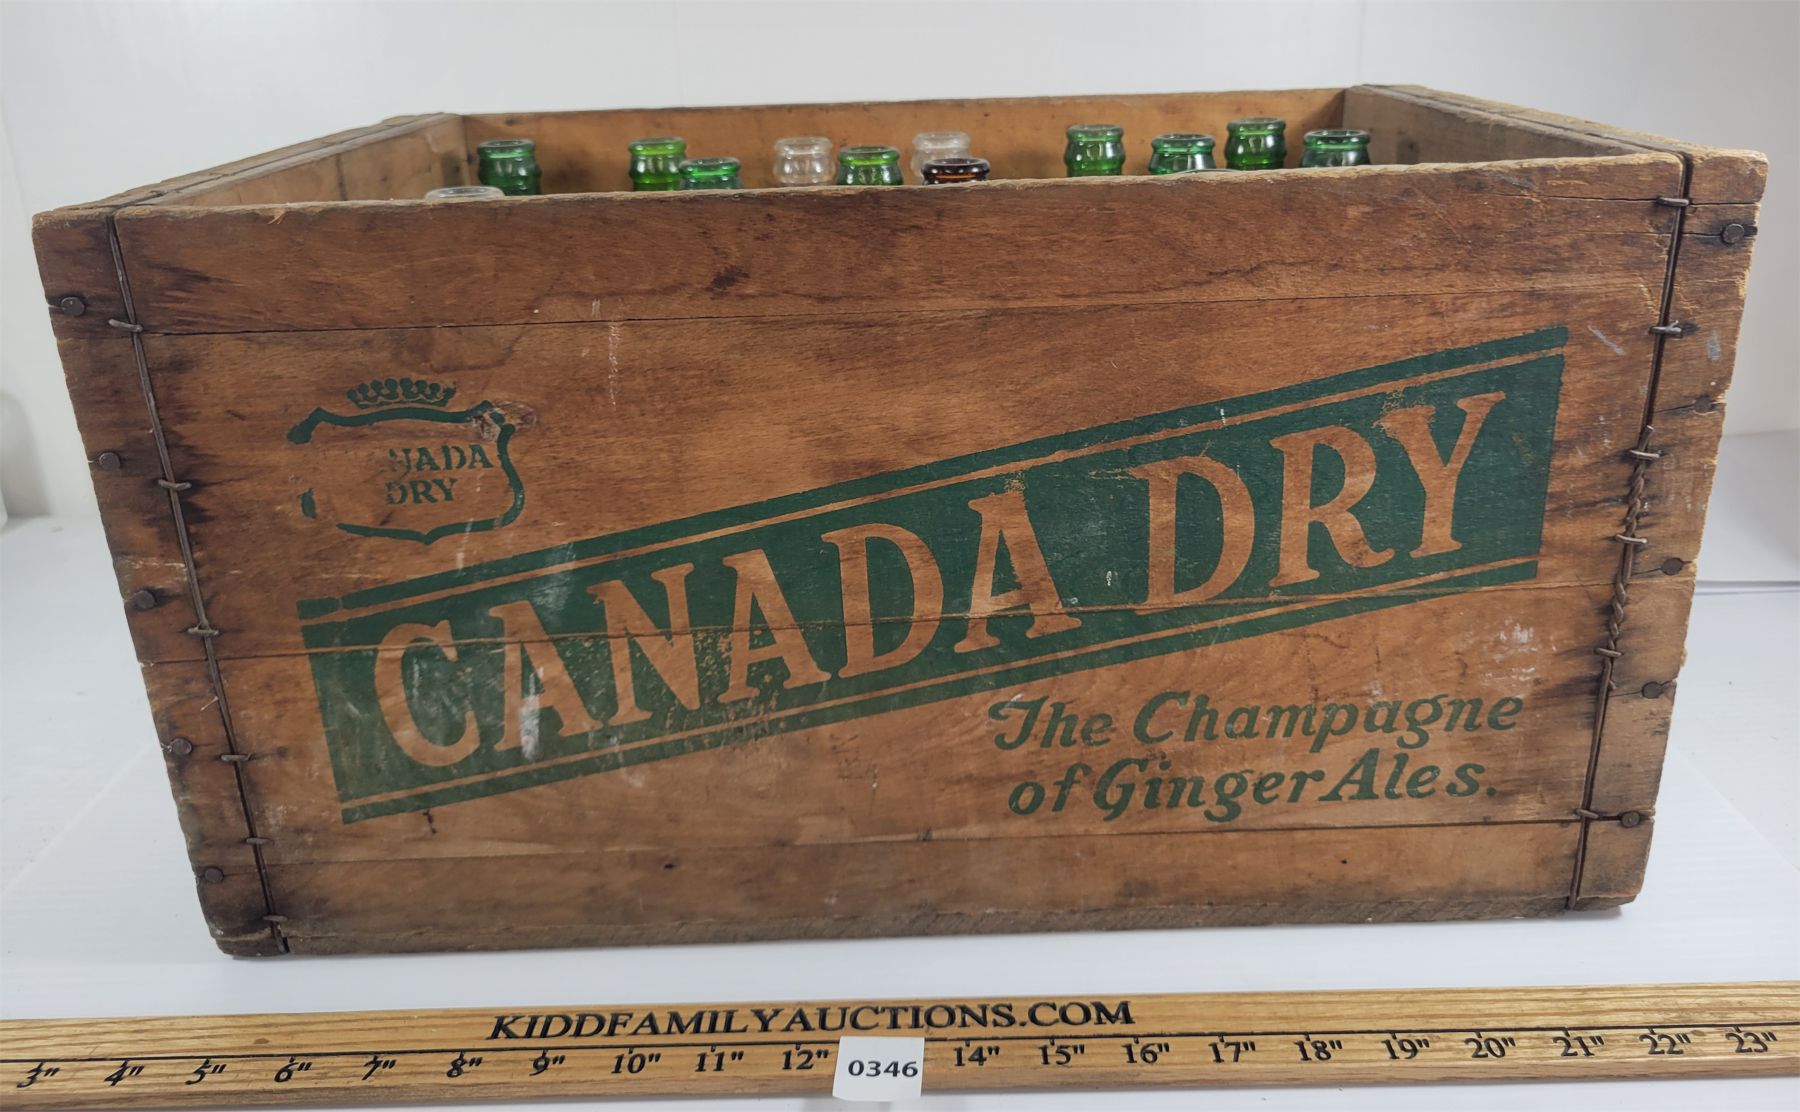 NADA
DRY
CANADA DRY
The Champagne
of Ginger Ales.
KIDDFAMILYAUCTIONS.COM
3" 4" 5" 6" 7" 8" 9" 10" 11" 12" 14" 15" 16" 17" 18" 19" 20" 21" 22" 23"
0346